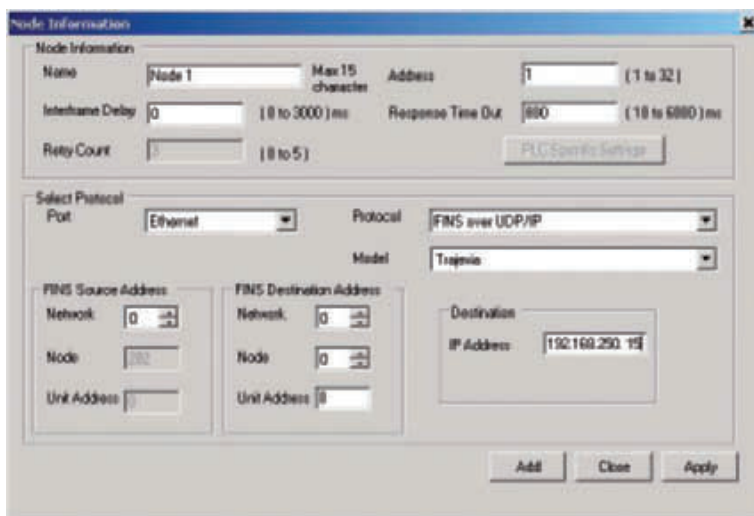 Node Information
Node Information
Name Node 1 Max 15 character Address 1 ( 1 to 32 )
Interframe Delay 0 ( 0 to 3000 ) ms Response Time Out ( 10 to ) ms
Retry Count 3 ( 0 to 5 ) PLC Specific Settings
Select Protocol
Port Ethernet Protocol FINS over UDP/IP
Model Trajexia
FINS Source Address FINS Destination Address
Network 0 Network 0 Destination
Node Node 0 IP Address 192.168.250. 15
Unit Address 0 Unit Address 0
Add Close Apply